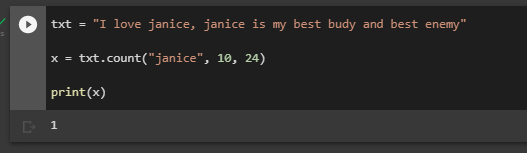 txt = "I love janice, janice is my best budy and best enemy"
x = txt.count("janice", 10, 24)
print(x)
1